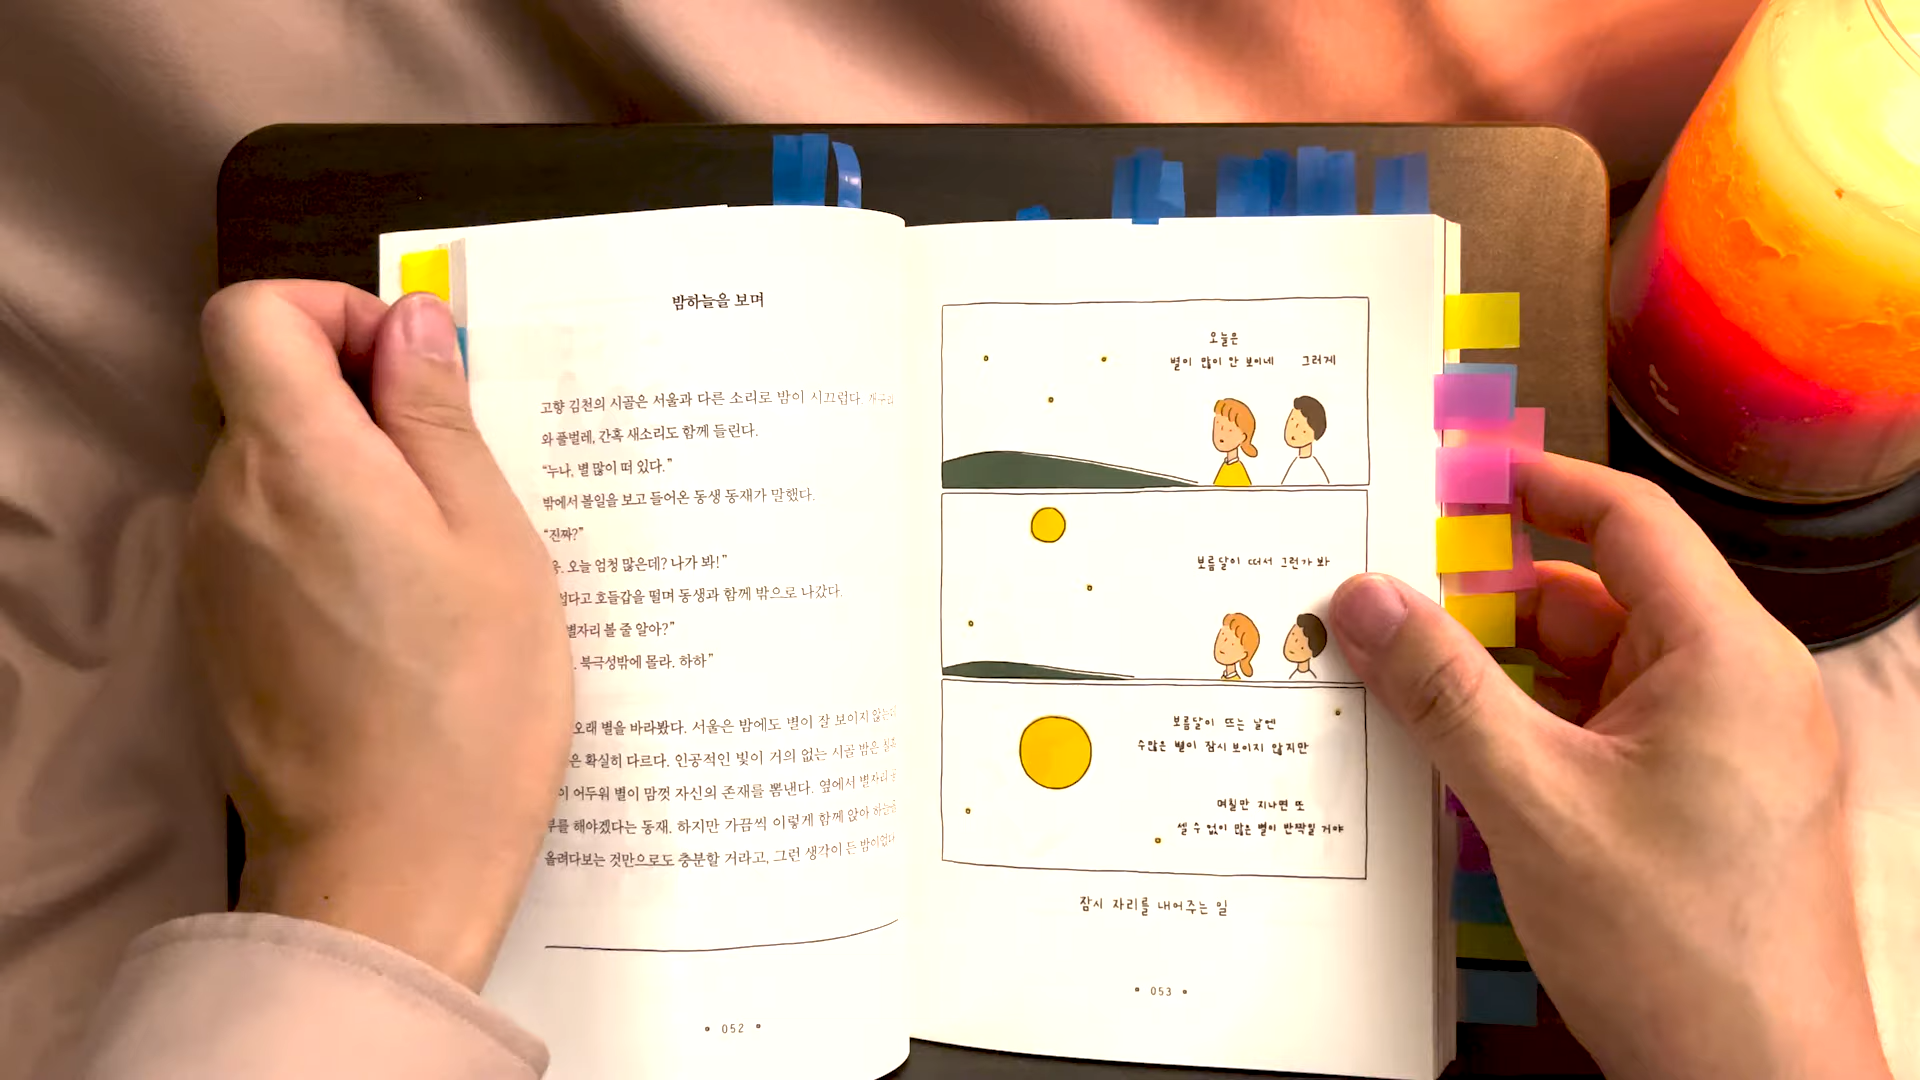 밤하늘을 보며
고향 김천의 시골은 서울과 다른 소리로 밤이 시끄럽다. 개구리
와 풀벌레, 간혹 새소리도 함께 들린다.
“누나, 별 많이 떠 있다.”
밖에서 볼일을 보고 들어온 동생 동재가 말했다.
“진짜?”
오늘 엄청 많은데? 나가 봐!”
호들갑을 떨며 동생과 함께 밖으로 나갔다.
별자리 볼 줄 알아?”
북극성밖에 몰라. 하하”
오래 별을 바라봤다. 서울은 밤에도 별이 잘 보이지
확실히 다르다. 인공적인 빛이 거의 없는 시골 밤은
어두워 별이 맘껏 자신의 존재를 뽐낸다. 옆에서
해야겠다는 동재. 하지만 가끔씩 이렇게 함께 앉아
올려다보는 것만으로도 충분할 거라고, 그런 생각이 든
052
오늘은
별이 많이 안 보이네
그러게
보름달이 떠서 그런가 봐
보름달이 뜨는 날엔
수많은 별이 잠시 보이지 않지만
며칠만 지나면 또
셀 수 없이 많은 별이 반짝일 거야
잠시 자리를 내어주는 일
053